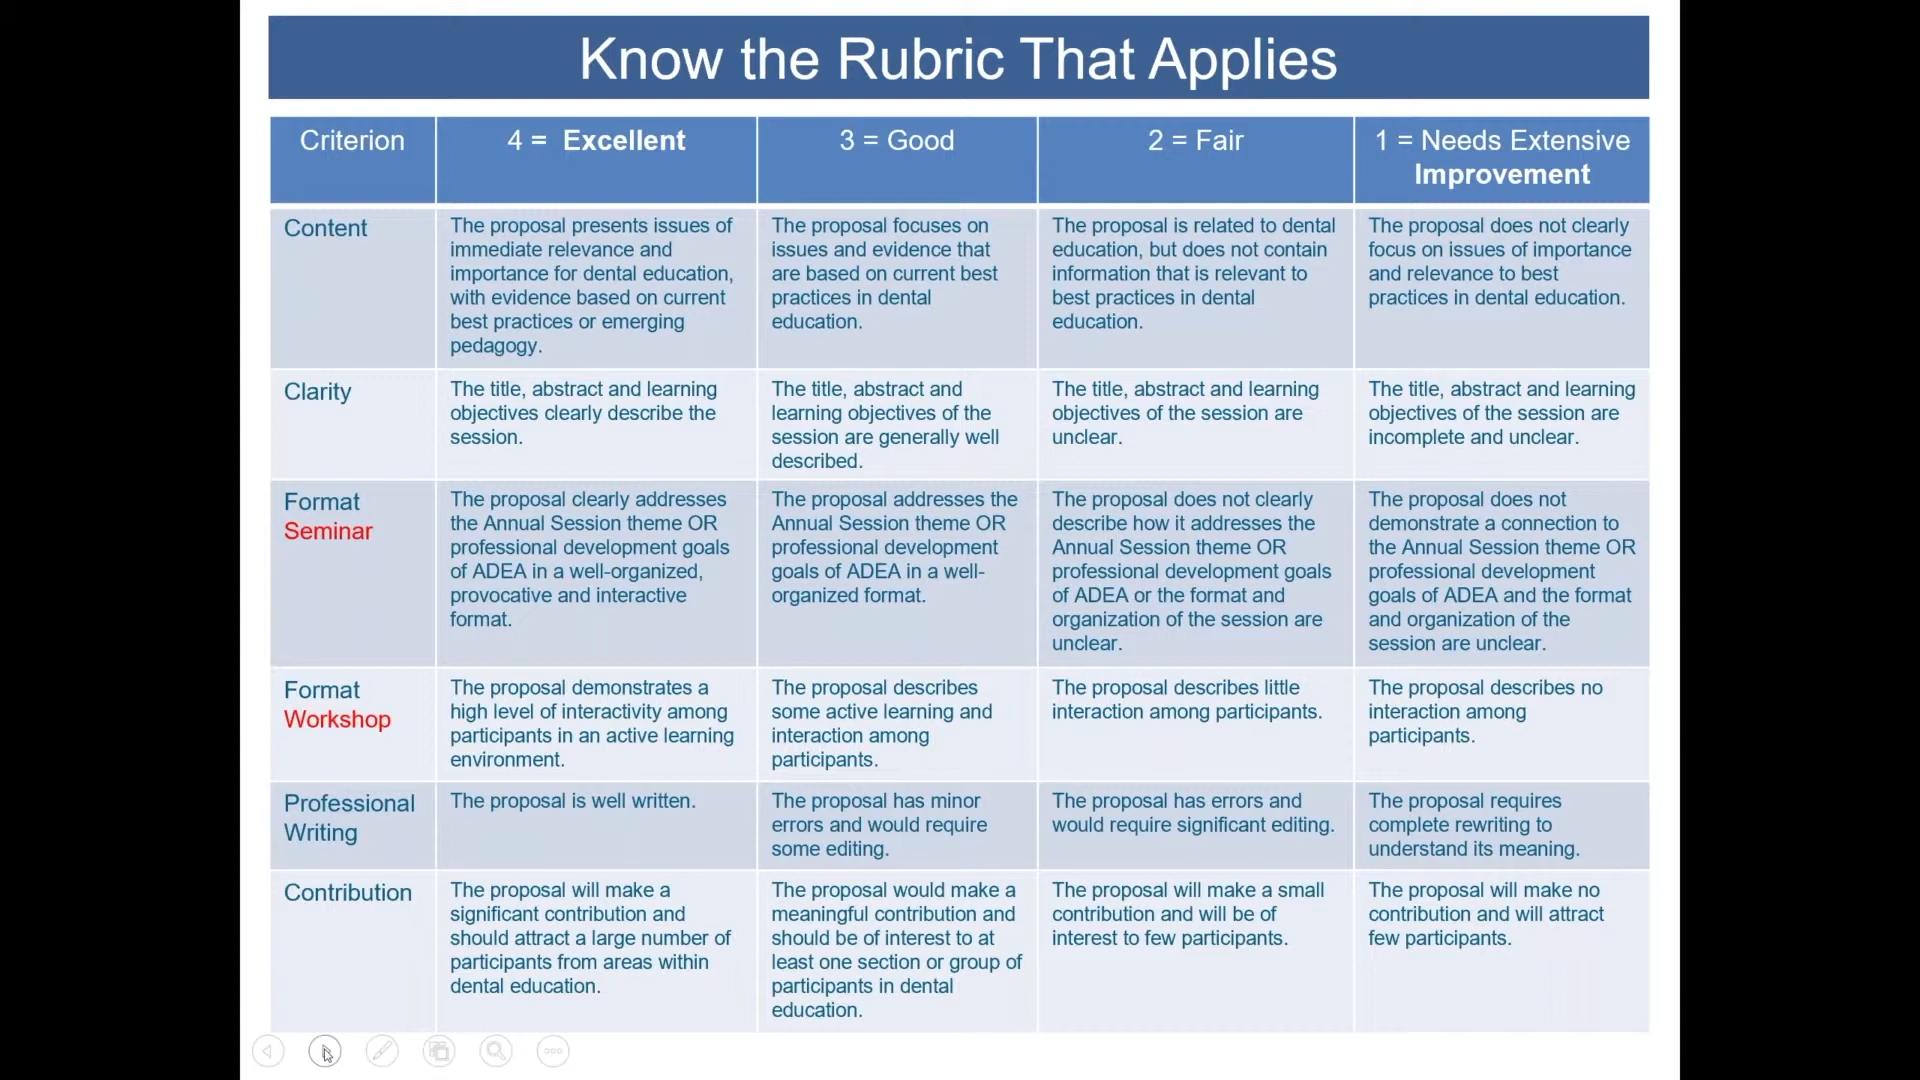 Know the Rubric That Applies
Criterion
4 = Excellent
3 = Good
2 = Fair
1 = Needs Extensive
Improvement
Content
The proposal presents issues of
immediate relevance and
importance for dental education,
with evidence based on current
best practices or emerging
pedagogy.
The proposal focuses on
issues and evidence that
are based on current best
practices in dental
education.
The proposal is related to dental
education, but does not contain
information that is relevant to
best practices in dental
education.
The proposal does not clearly
focus on issues of importance
and relevance to best
practices in dental education.
Clarity
The title, abstract and learning
objectives clearly describe the
session.
The title, abstract and
learning objectives of the
session are generally well
described.
The title, abstract and learning
objectives of the session are
unclear.
The title, abstract and learning
objectives of the session are
incomplete and unclear.
Format
Seminar
The proposal clearly addresses
the Annual Session theme OR
professional development goals
of ADEA in a well-organized,
provocative and interactive
format.
The proposal addresses the
Annual Session theme OR
professional development
goals of ADEA in a well-
organized format.
The proposal does not clearly
describe how it addresses the
Annual Session theme OR
professional development goals
of ADEA or the format and
organization of the session are
unclear.
The proposal does not
demonstrate a connection to
the Annual Session theme OR
professional development
goals of ADEA and the format
and organization of the
session are unclear.
Format
Workshop
The proposal demonstrates a
high level of interactivity among
participants in an active learning
environment.
The proposal describes
some active learning and
interaction among
participants.
The proposal describes little
interaction among participants.
The proposal describes no
interaction among
participants.
Professional
Writing
The proposal is well written.
The proposal has minor
errors and would require
some editing.
The proposal has errors and
would require significant editing.
The proposal requires
complete rewriting to
understand its meaning.
Contribution
The proposal will make a
significant contribution and
should attract a large number of
participants from areas within
dental education.
The proposal would make a
meaningful contribution and
should be of interest to at
least one section or group of
participants in dental
education.
The proposal will make a small
contribution and will be of
interest to few participants.
The proposal will make no
contribution and will attract
few participants.